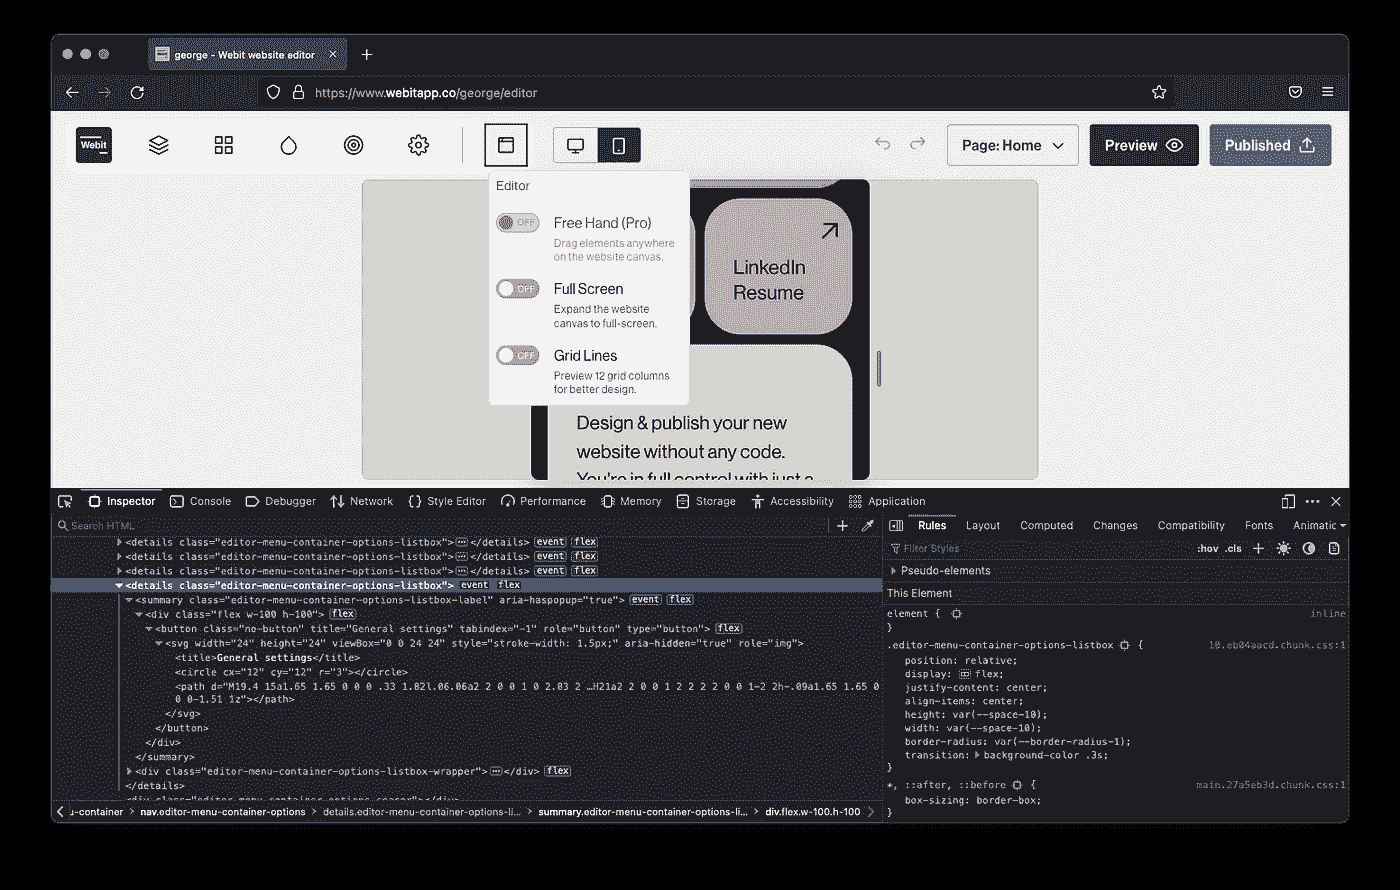 george - Webit website editor
https://www.webitapp.co/george/editor
Webit
Page: Home
Preview
Published
Editor
OFF
Free Hand (Pro)
Drag elements anywhere
on the website canvas.
OFF
Full Screen
Expand the website
canvas to full-screen.
OFF
Grid Lines
Preview 12 grid columns
for better design.
LinkedIn
Resume
Design & publish your new
website without any code.
You're in full control with just a
Inspector Console Debugger Network Style Editor Performance Memory Storage Accessibility Application
Search HTML
<details class="editor-menu-container-options-listbox"></details> event flex
<details class="editor-menu-container-options-listbox"></details> event flex
<details class="editor-menu-container-options-listbox"></details> event flex
<details class="editor-menu-container-options-listbox"> event flex
<summary class="editor-menu-container-options-listbox-label" aria-haspopup="true"> event flex
<div class="flex w-100 h-100"> flex
<button class="no-button" title="General settings" tabindex="-1" role="button" type="button"> flex
<svg width="24" height="24" viewBox="0 0 24 24" style="stroke-width: 1.5px;" aria-hidden="true" role="img">
<title>General settings</title>
<circle cx="12" cy="12" r="3"></circle>
<path d="M19.4 15a1.65 1.65 0 0 0 .33 1.82l.06.06a2 2 0 0 1 0 2.83 2 …H21a2 2 0 0 1 2 2 2 2 0 0 1-2 2h-.09a1.65 1.65 0
0 0-1.51 1z"></path>
</svg>
</button>
</div>
</summary>
<div class="editor-menu-container-options-listbox-wrapper"></div> flex
</details>
u-container nav.editor-menu-container-options details.editor-menu-container-options-li… summary.editor-menu-container-options-li… div.flex.w-100.h-100
Rules Layout Computed Changes Compatibility Fonts Animatic
Filter Styles :hov .cls
Pseudo-elements
This Element
element { inline
}
.editor-menu-container-options-listbox { 10.eb04aacd.chunk.css:1
position: relative;
display: flex;
justify-content: center;
align-items: center;
height: var(--space-10);
width: var(--space-10);
border-radius: var(--border-radius-1);
transition: background-color .3s;
}
*, ::after, ::before { main.27a5eb3d.chunk.css:1
box-sizing: border-box;
}